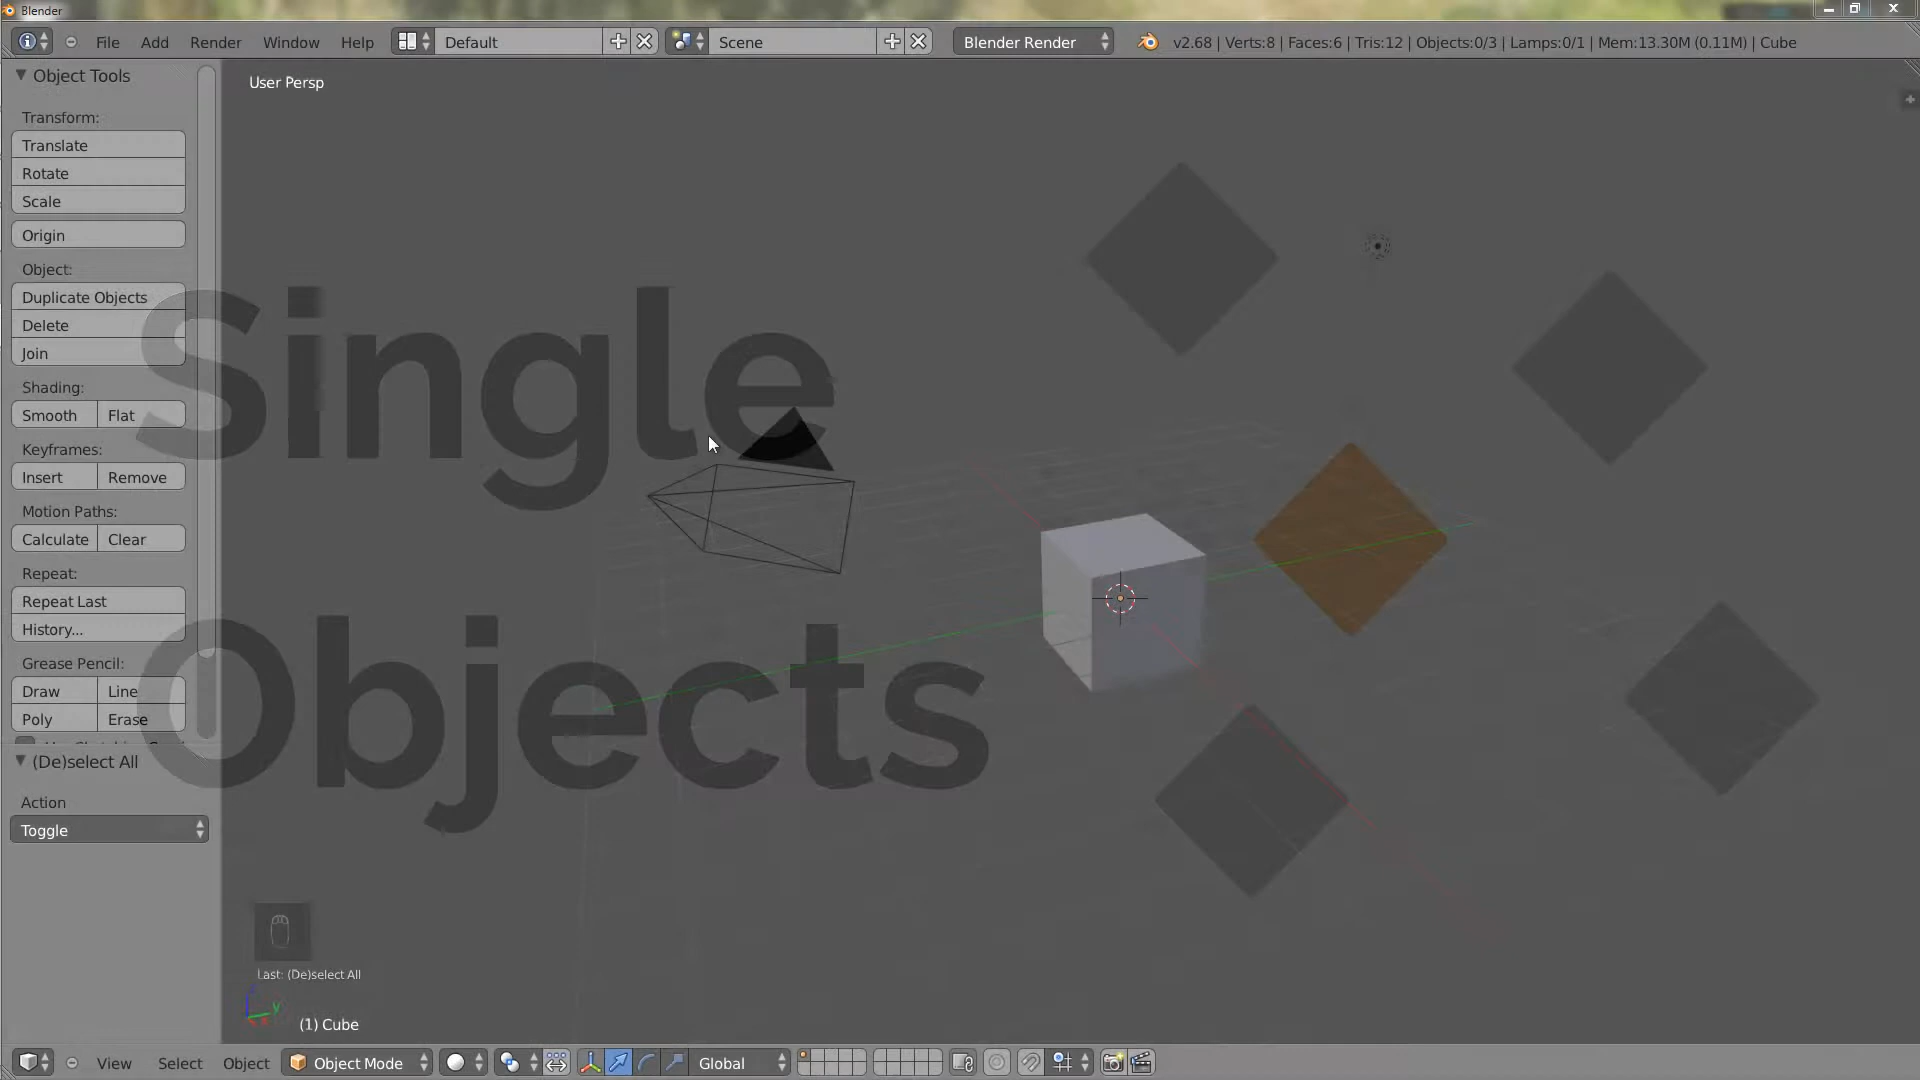 Blender
File Add Render Window Help Default Scene Blender Render v2.68 | Verts:8 | Faces:6 | Tris:12 | Objects:0/3 | Lamps:0/1 | Mem:13.30M (0.11M) | Cube
Object Tools
User Persp
Transform:
Translate
Rotate
Scale
Origin
Object:
Duplicate Objects
Delete
Join
Shading:
Smooth Flat
Keyframes:
Insert Remove
Motion Paths:
Calculate Clear
Repeat:
Repeat Last
History...
Grease Pencil:
Draw Line
Poly Erase
(De)select All
Action
Toggle
Single
Objects
Last: (De)select All
y
(1) Cube
View Select Object Object Mode Global